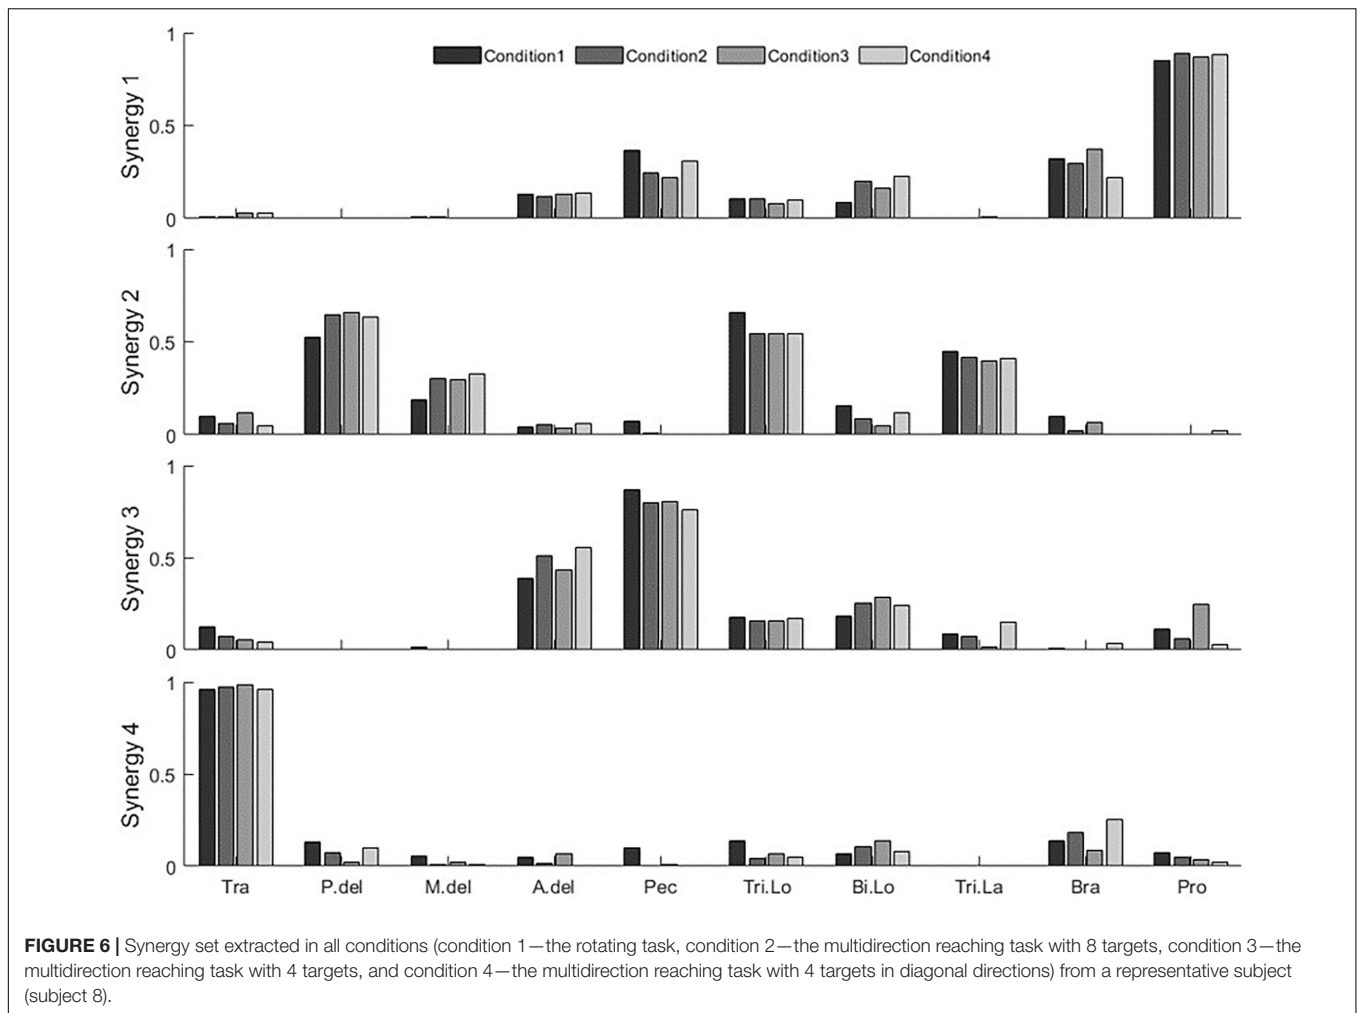 1
Condition1 Condition2 Condition3 Condition4
Synergy 1
0.5
0
1
Synergy 2
0.5
0
1
Synergy 3
0.5
0
1
Synergy 4
0.5
0
Tra P.del M.del A.del Pec Tri.Lo Bi.Lo Tri.La Bra Pro
FIGURE 6 | Synergy set extracted in all conditions (condition 1—the rotating task, condition 2—the multidirection reaching task with 8 targets, condition 3—the
multidirection reaching task with 4 targets, and condition 4—the multidirection reaching task with 4 targets in diagonal directions) from a representative subject
(subject 8).